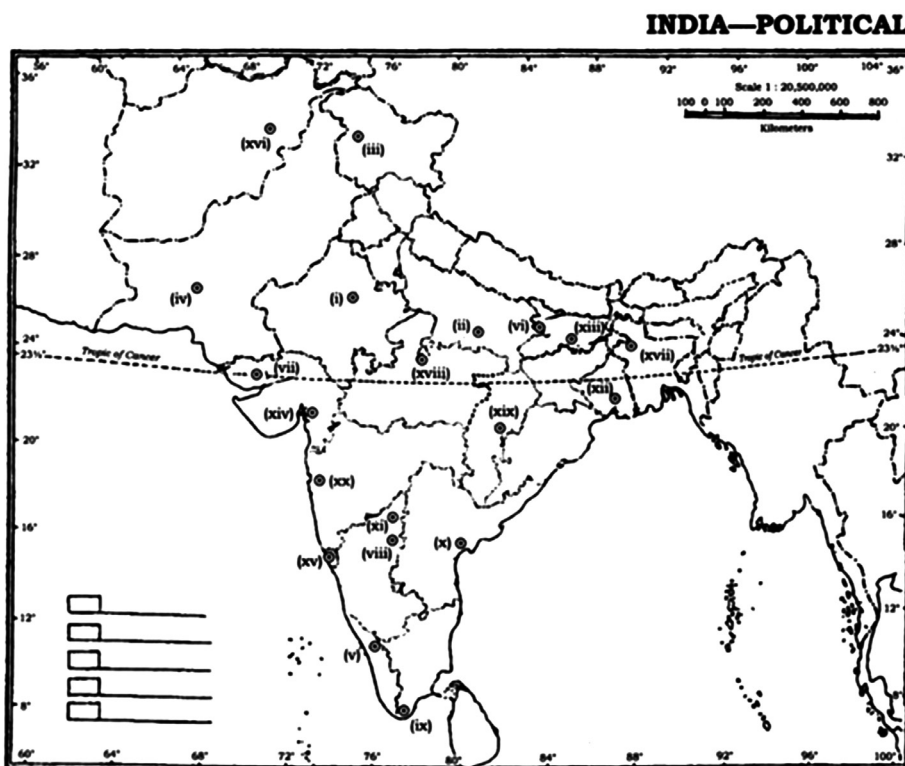 INDIA—POLITICAL
60° 64° 68° 72° 76° 80° 84° 88° 92° 96° 100° 36°
36°
Scale 1 : 20,500,000
100 0 100 200 400 600 800
Kilometers
(xvi)
(iii)
32° 32°
28° 28°
(iv)
(i)
(ii)
(vi)
(xiii)
(xvii)
24° 24°
23½° Tropic of Cancer Tropic of Cancer 23½°
(vii)
(xviii)
(xii)
(xiv)
(xix)
20° 20°
(xx)
16° 16°
(xi)
(viii)
(x)
(xv)
12° 12°
(v)
8° 8°
(ix)
60° 68° 72° 76° 80° 84° 88° 92° 96° 100° E